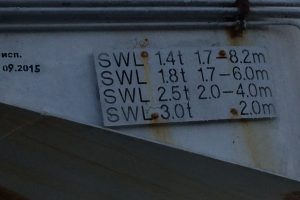 исп.
09.2015
SWL 1.4t 1.7-8.2m
SWL 1.8t 1.7-6.0m
SWL 2.5t 2.0-4.0m
SWL 3.0t 2.0m